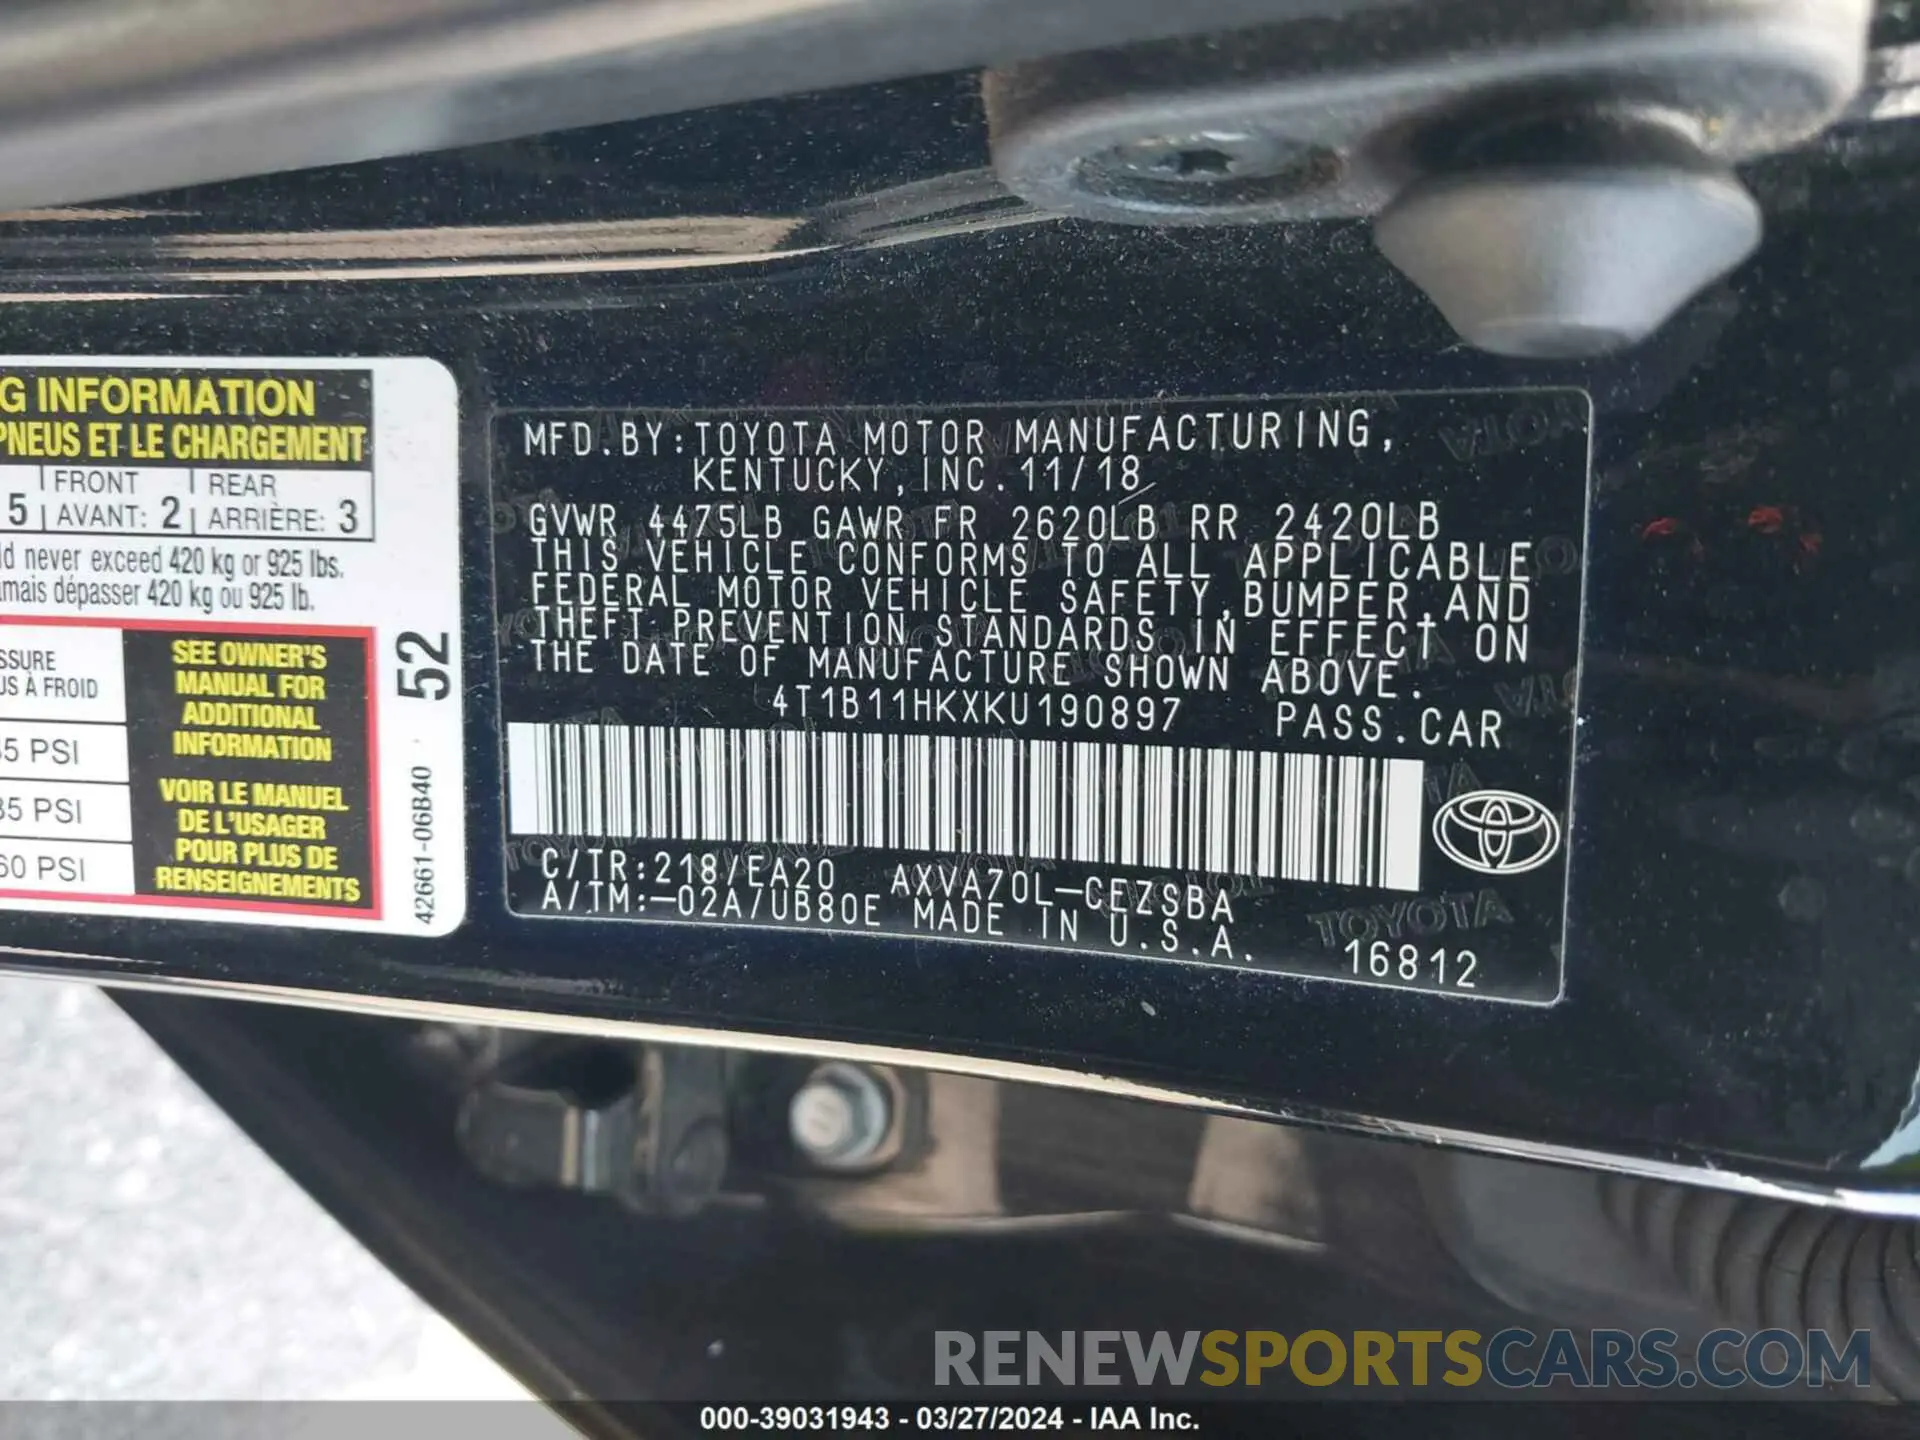 G INFORMATION
PNEUS ET LE CHARGEMENT
5 FRONT AVANT: 2 REAR ARRIÈRE: 3
never exceed 420 kg or 925 lbs.
dépasser 420 kg ou 925 lb.
À FROID
5 PSI
35 PSI
60 PSI
SEE OWNER'S
MANUAL FOR
ADDITIONAL
INFORMATION
VOIR LE MANUEL
DE L'USAGER
POUR PLUS DE
RENSEIGNEMENTS
52
42661-06B40
MFD.BY:TOYOTA MOTOR MANUFACTURING,
KENTUCKY,INC.11/18
GVWR 4475LB GAWR FR 2620LB RR 2420LB
THIS VEHICLE CONFORMS TO ALL APPLICABLE
FEDERAL MOTOR VEHICLE SAFETY,BUMPER,AND
THEFT PREVENTION STANDARDS IN EFFECT ON
THE DATE OF MANUFACTURE SHOWN ABOVE.
4T1B11HKXKU190897 PASS.CAR
C/TR:218/EA20 AXVA70L-CEZSBA
A/TM:-02A/UB80E MADE IN U.S.A.
16812
RENEWSPORTSCARS.COM
000-39031943 - 03/27/2024 - IAA Inc.